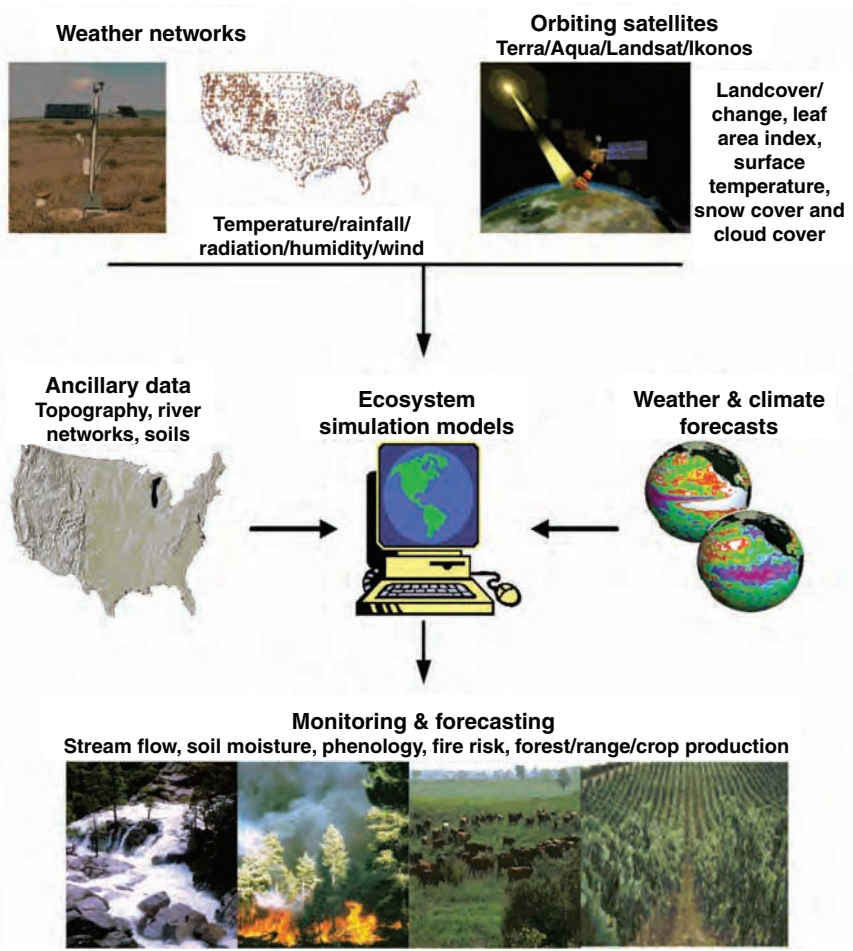 Weather networks
Orbiting satellites
Terra/Aqua/Landsat/Ikonos
Landcover/
change, leaf
area index,
surface
temperature,
snow cover and
cloud cover
Temperature/rainfall/
radiation/humidity/wind
Ancillary data
Topography, river
networks, soils
Ecosystem
simulation models
Weather & climate
forecasts
Monitoring & forecasting
Stream flow, soil moisture, phenology, fire risk, forest/range/crop production